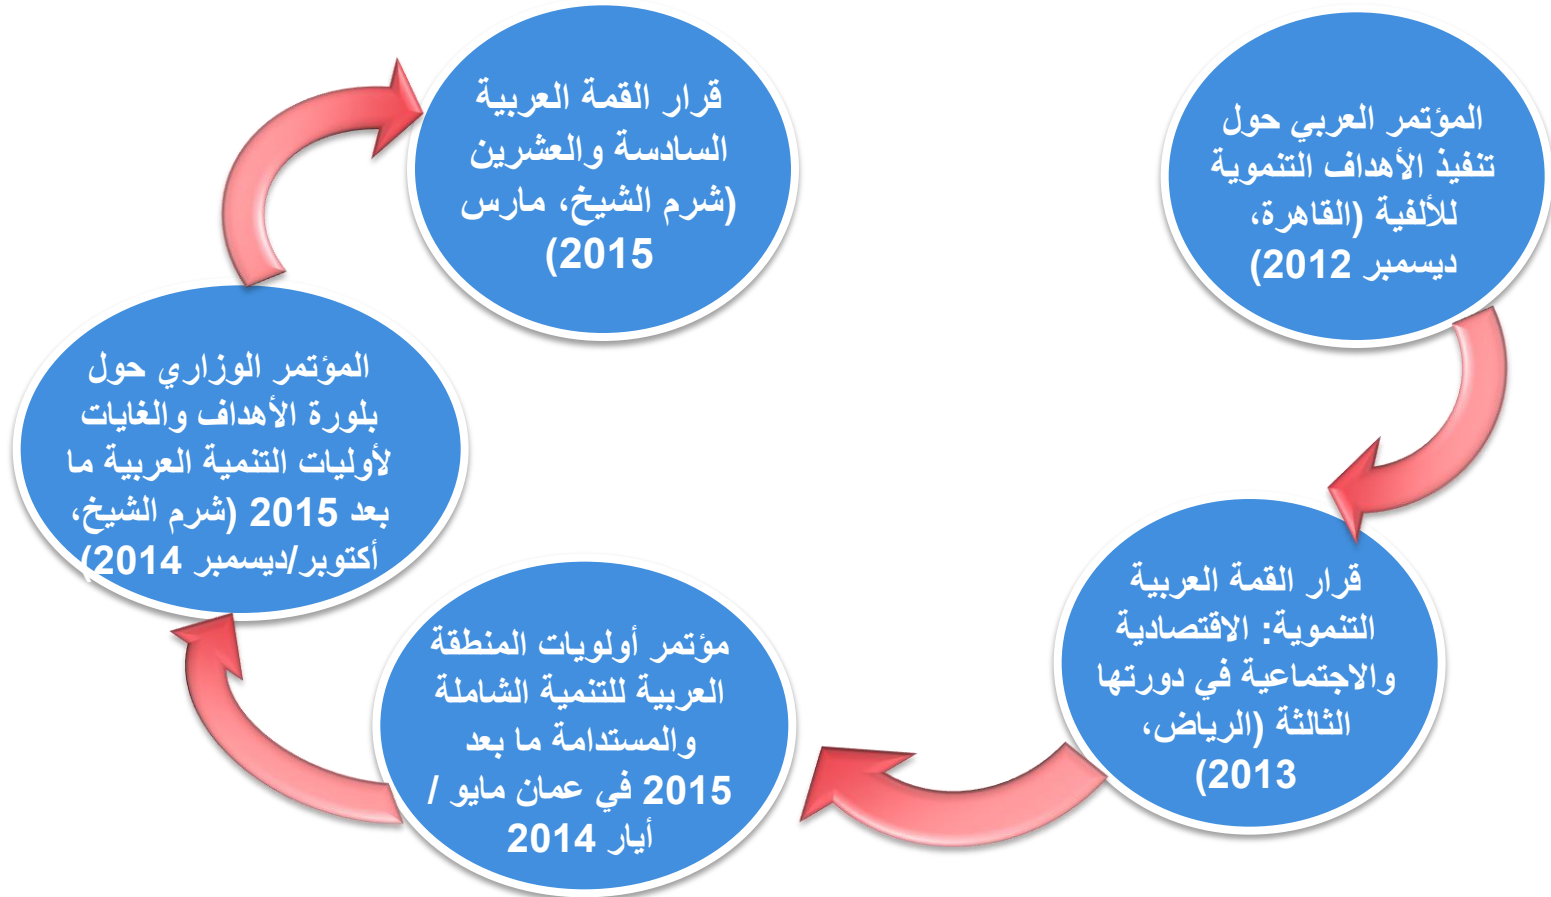 المؤتمر العربي حول
تنفيذ الأهداف التنموية
للألفية (القاهرة،
ديسمبر 2012)
قرار القمة العربية
التنموية: الاقتصادية
والاجتماعية في دورتها
الثالثة (الرياض،
2013)
مؤتمر أولويات المنطقة
العربية للتنمية الشاملة
والمستدامة ما بعد
2015 في عمان مايو /
أيار 2014
المؤتمر الوزاري حول
بلورة الأهداف والغايات
لأوليات التنمية العربية ما
بعد 2015 (شرم الشيخ،
أكتوبر/ديسمبر 2014)
قرار القمة العربية
السادسة والعشرين
(شرم الشيخ، مارس
2015)